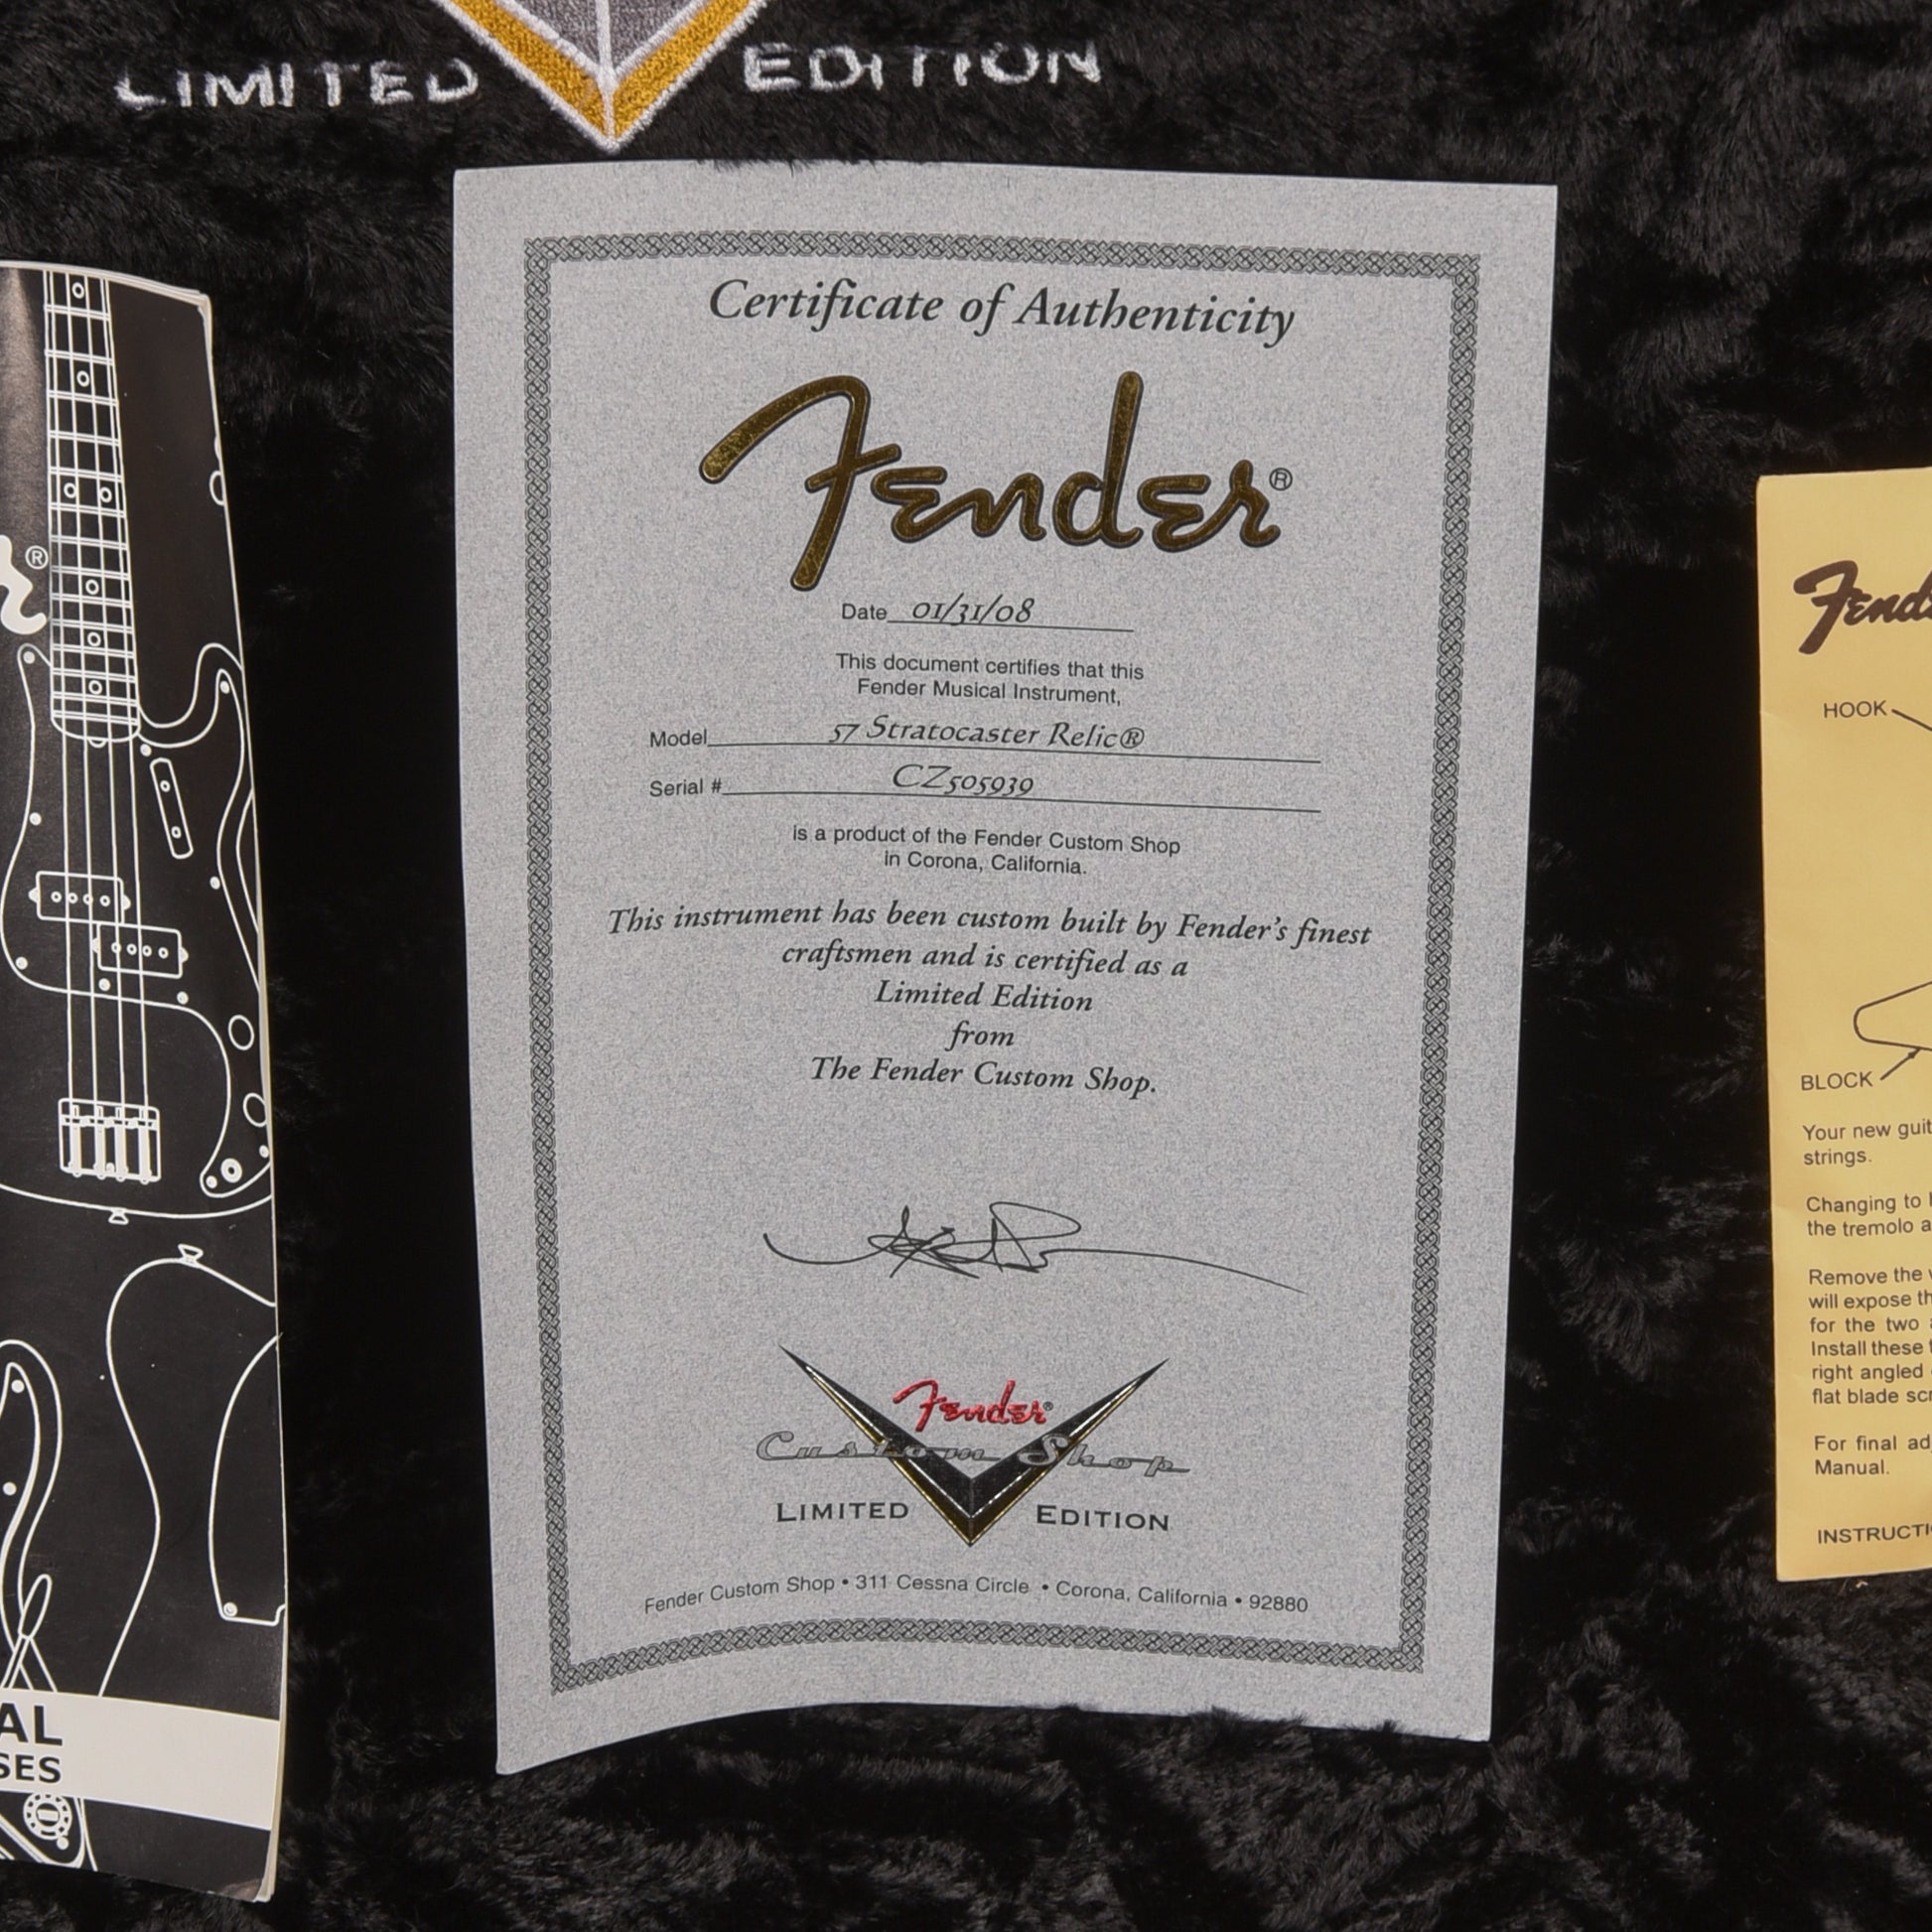 LIMITED EDITION
Certificate of Authenticity
Fender®
Date 01/31/08
This document certifies that this
Fender Musical Instrument,
Model 57 Stratocaster Relic®
Serial # CZ505939
is a product of the Fender Custom Shop
in Corona, California.
This instrument has been custom built by Fender's finest
craftsmen and is certified as a
Limited Edition
from
The Fender Custom Shop.
Fender®
Custom Shop
LIMITED EDITION
Fender Custom Shop • 311 Cessna Circle • Corona, California • 92880
r®
AL
SES
Fend
HOOK
BLOCK
Your new guit
strings.
Changing to
the tremolo a
Remove the
will expose th
for the two
Install these
right angled
flat blade scr
For final ad
Manual.
INSTRUCTI